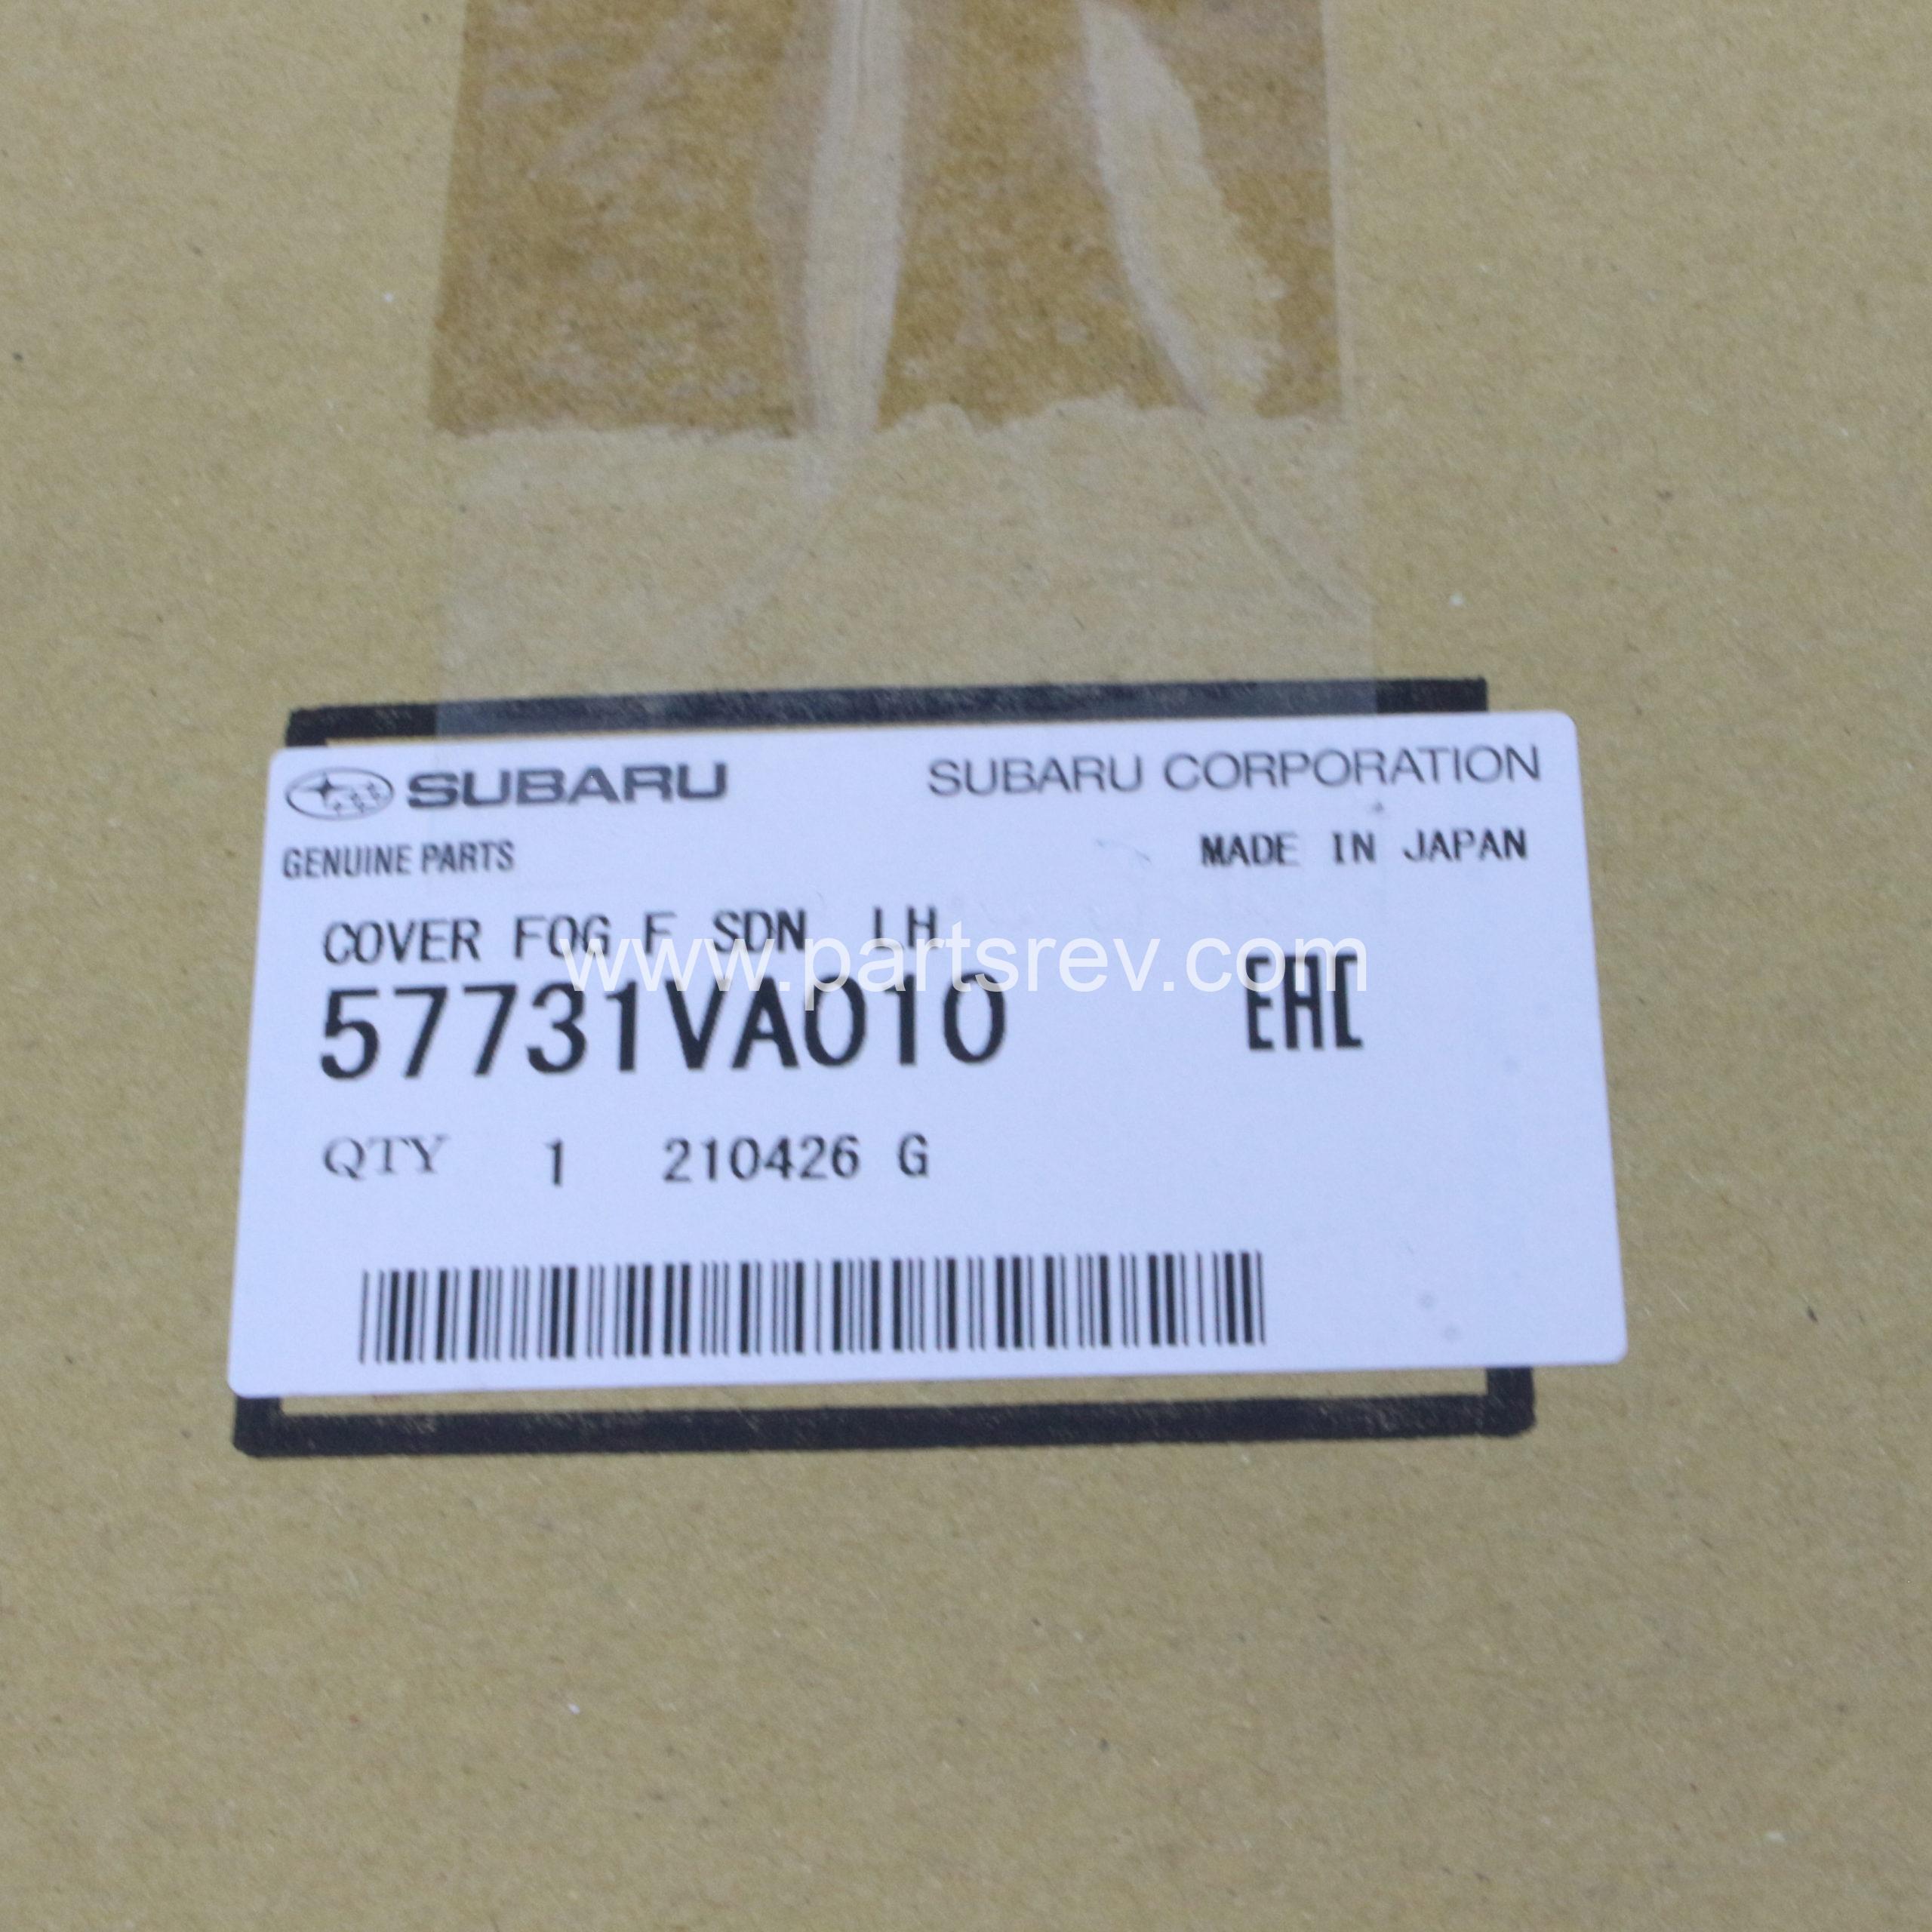 SUBARU SUBARU CORPORATION
GENUINE PARTS MADE IN JAPAN
COVER FOG F SDN LH
www.partsrev.com
57731VA010 EAC
QTY 1 210426 G